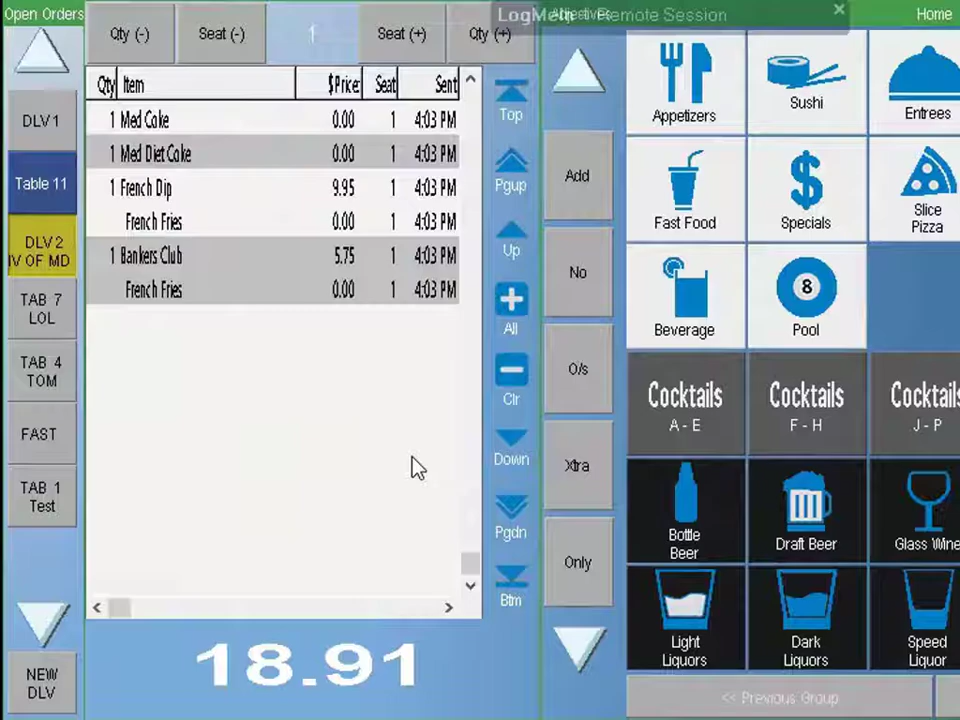 Open Orders
Qty (-)
Seat (-)
1
Seat (+)
Qty (+)
LogMeIn Remote Session
Adjectives
Home
DLV 1
Table 11
DLV 2
IV OF MD
TAB 7
LOL
TAB 4
TOM
FAST
TAB 1
Test
NEW
DLV
Qty Item $Price Seat Sent
1 Med Coke 0.00 1 4:03 PM
1 Med Diet Coke 0.00 1 4:03 PM
1 French Dip 9.95 1 4:03 PM
French Fries 0.00 1 4:03 PM
1 Bankers Club 5.75 1 4:03 PM
French Fries 0.00 1 4:03 PM
18.91
Top
Pgup
Up
All
Clr
Down
Pgdn
Btm
Add
No
O/s
Xtra
Only
Appetizers
Sushi
Entrees
Fast Food
Specials
Slice
Pizza
Beverage
8
Pool
Cocktails
A - E
Cocktails
F - H
Cocktails
J - P
Bottle
Beer
Draft Beer
Glass Wine
Light
Liquors
Dark
Liquors
Speed
Liquor
<< Previous Group